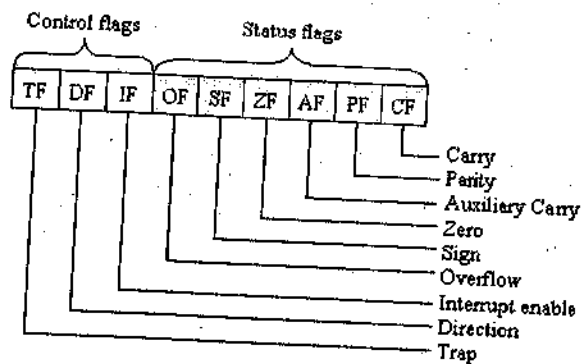 Control flags
Status flags
TF DF IF OF SF ZF AF PF CF
Carry
Parity
Auxiliary Carry
Zero
Sign
Overflow
Interrupt enable
Direction
Trap